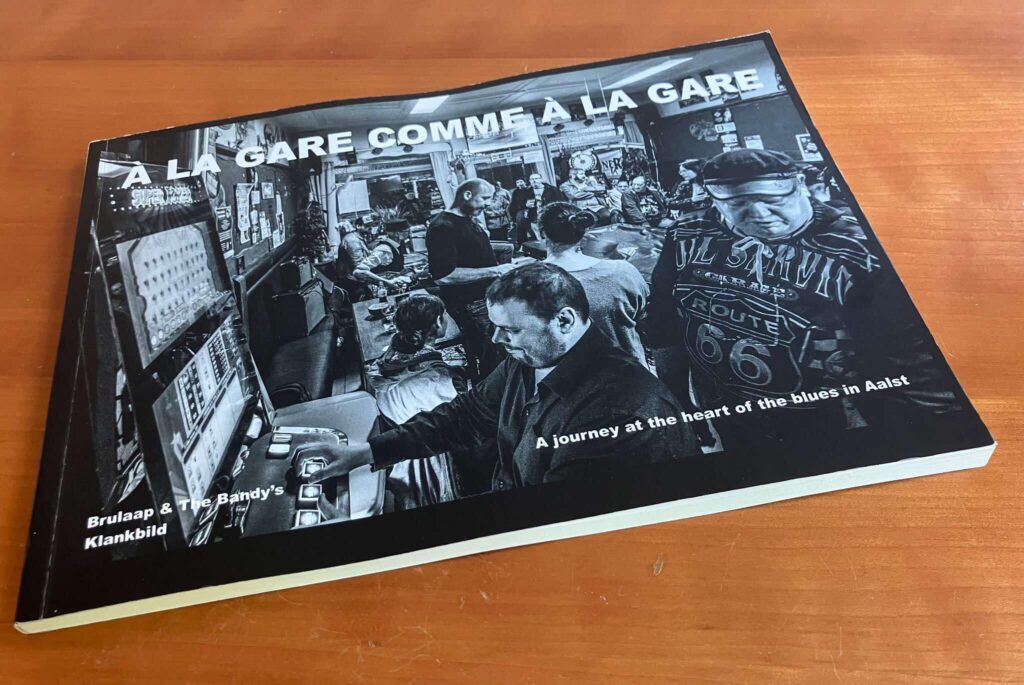 À LA GARE COMME À LA GARE
ROUTE
66
A journey at the heart of the blues in Aalst
Brulaap & The Bandy's
Klankbild